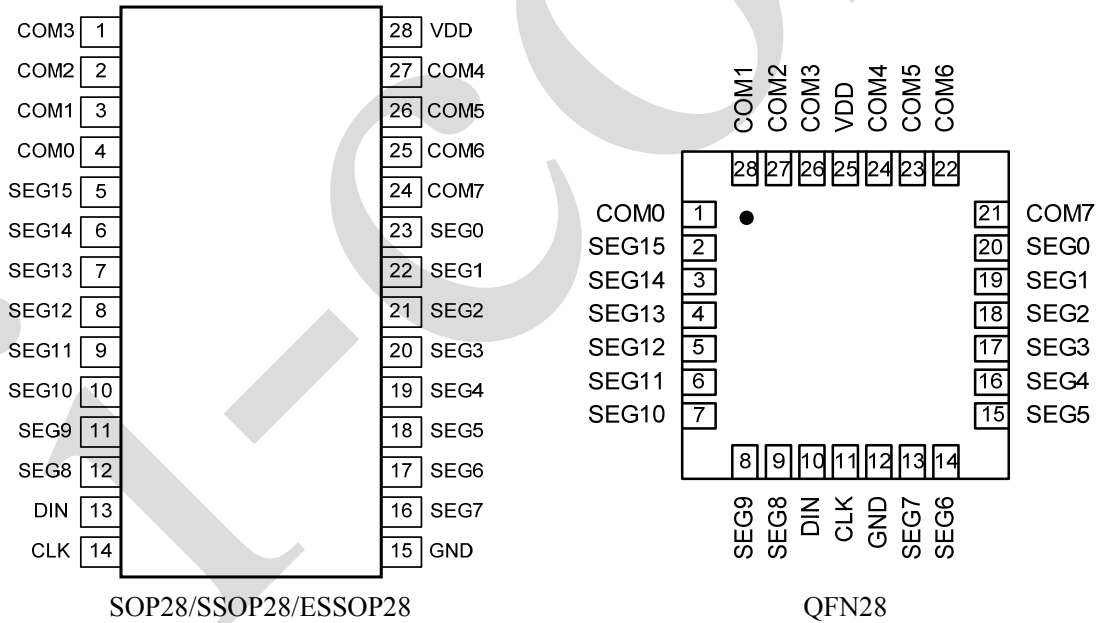 COM3 1
COM2 2
COM1 3
COM0 4
SEG15 5
SEG14 6
SEG13 7
SEG12 8
SEG11 9
SEG10 10
SEG9 11
SEG8 12
DIN 13
CLK 14
28 VDD
27 COM4
26 COM5
25 COM6
24 COM7
23 SEG0
22 SEG1
21 SEG2
20 SEG3
19 SEG4
18 SEG5
17 SEG6
16 SEG7
15 GND
SOP28/SSOP28/ESSOP28
COM1 COM2 COM3 VDD COM4 COM5 COM6
28 27 26 25 24 23 22
COM0 1
SEG15 2
SEG14 3
SEG13 4
SEG12 5
SEG11 6
SEG10 7
21 COM7
20 SEG0
19 SEG1
18 SEG2
17 SEG3
16 SEG4
15 SEG5
8 9 10 11 12 13 14
SEG9 SEG8 DIN CLK GND SEG7 SEG6
QFN28